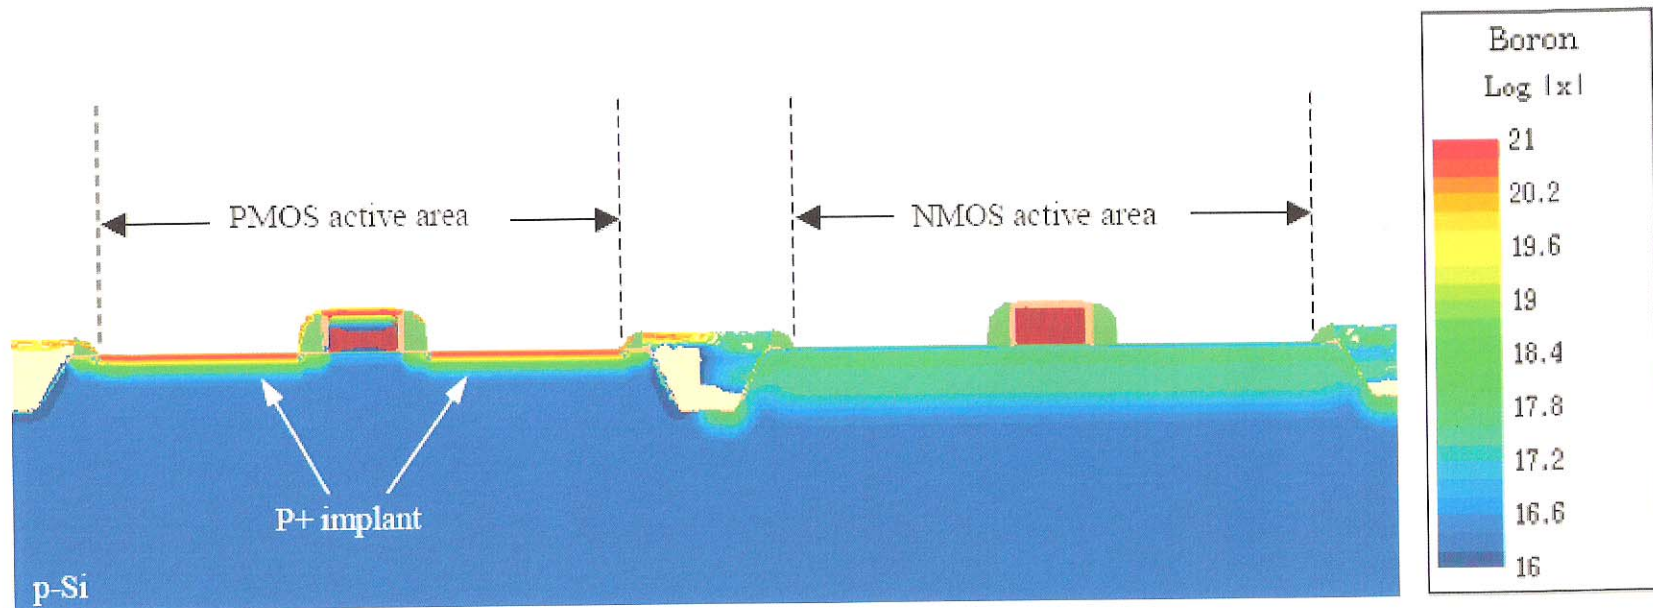 Boron
Log |x|
21
20.2
19.6
19
18.4
17.8
17.2
16.6
16
PMOS active area
NMOS active area
P+ implant
p-Si